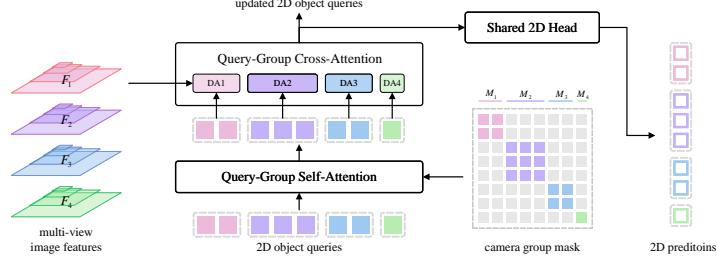 updated 2D object queries
Query-Group Cross-Attention
Shared 2D Head
DA1 DA2 DA3 DA4
F1
F2
F3
F4
M1 M2 M3 M4
Query-Group Self-Attention
multi-view
image features
2D object queries
camera group mask
2D preditoins